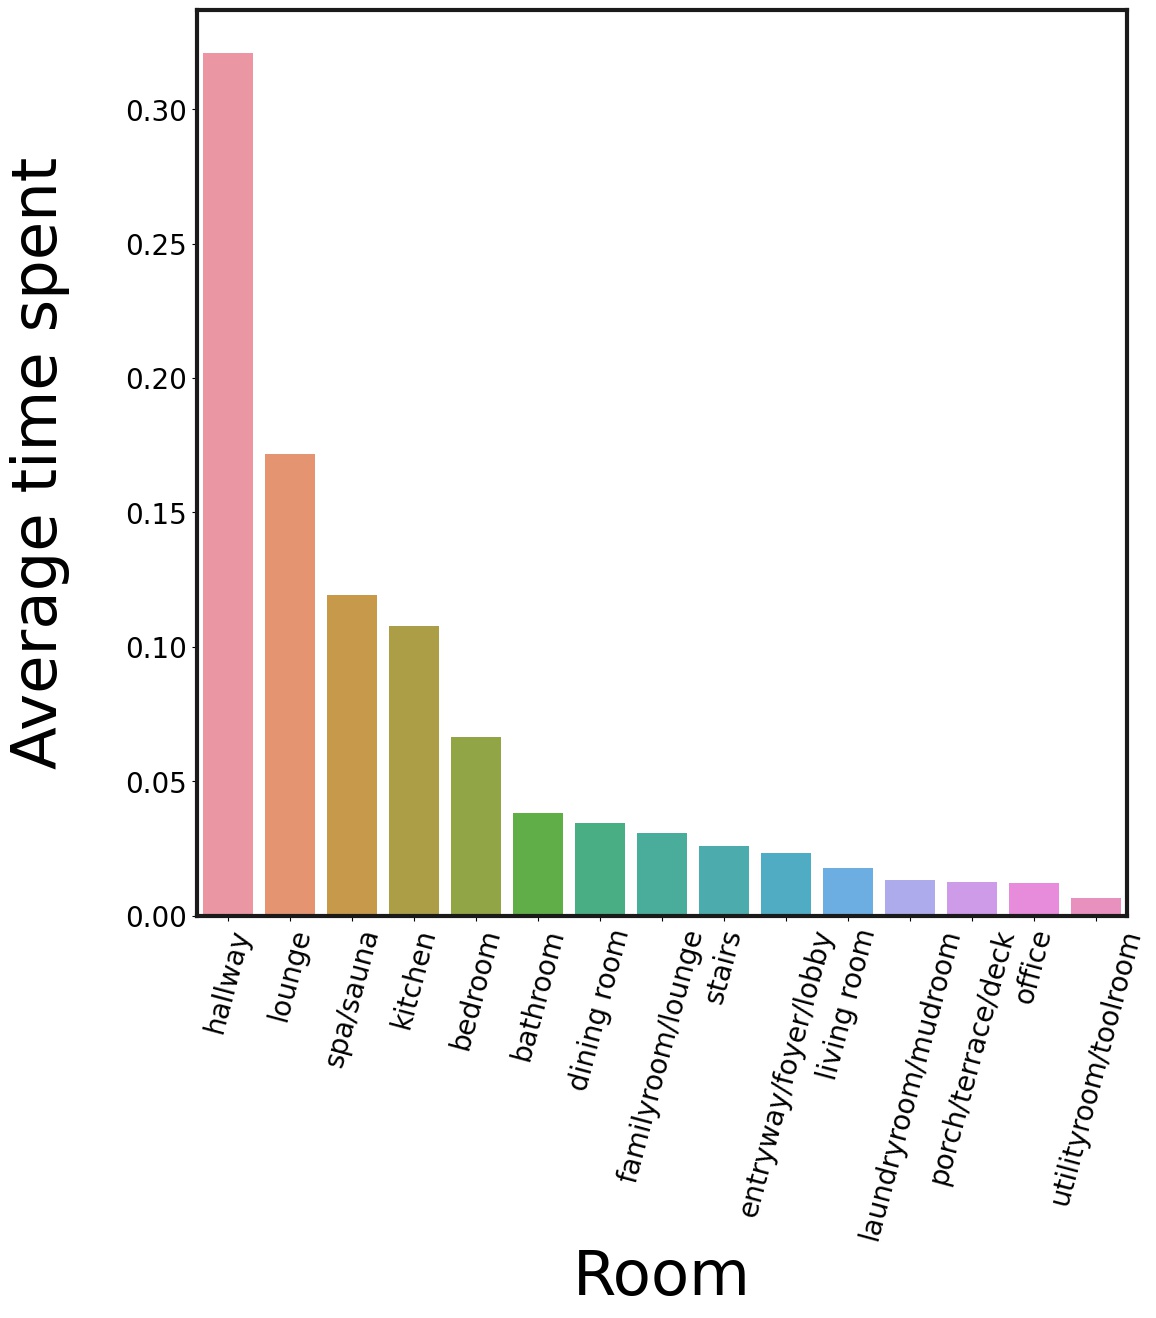 Average time spent
0.30
0.25
0.20
0.15
0.10
0.05
0.00
hallway
lounge
spa/sauna
kitchen
bedroom
bathroom
dining room
familyroom/lounge
stairs
entryway/foyer/lobby
living room
laundryroom/mudroom
porch/terrace/deck
office
utilityroom/toolroom
Room